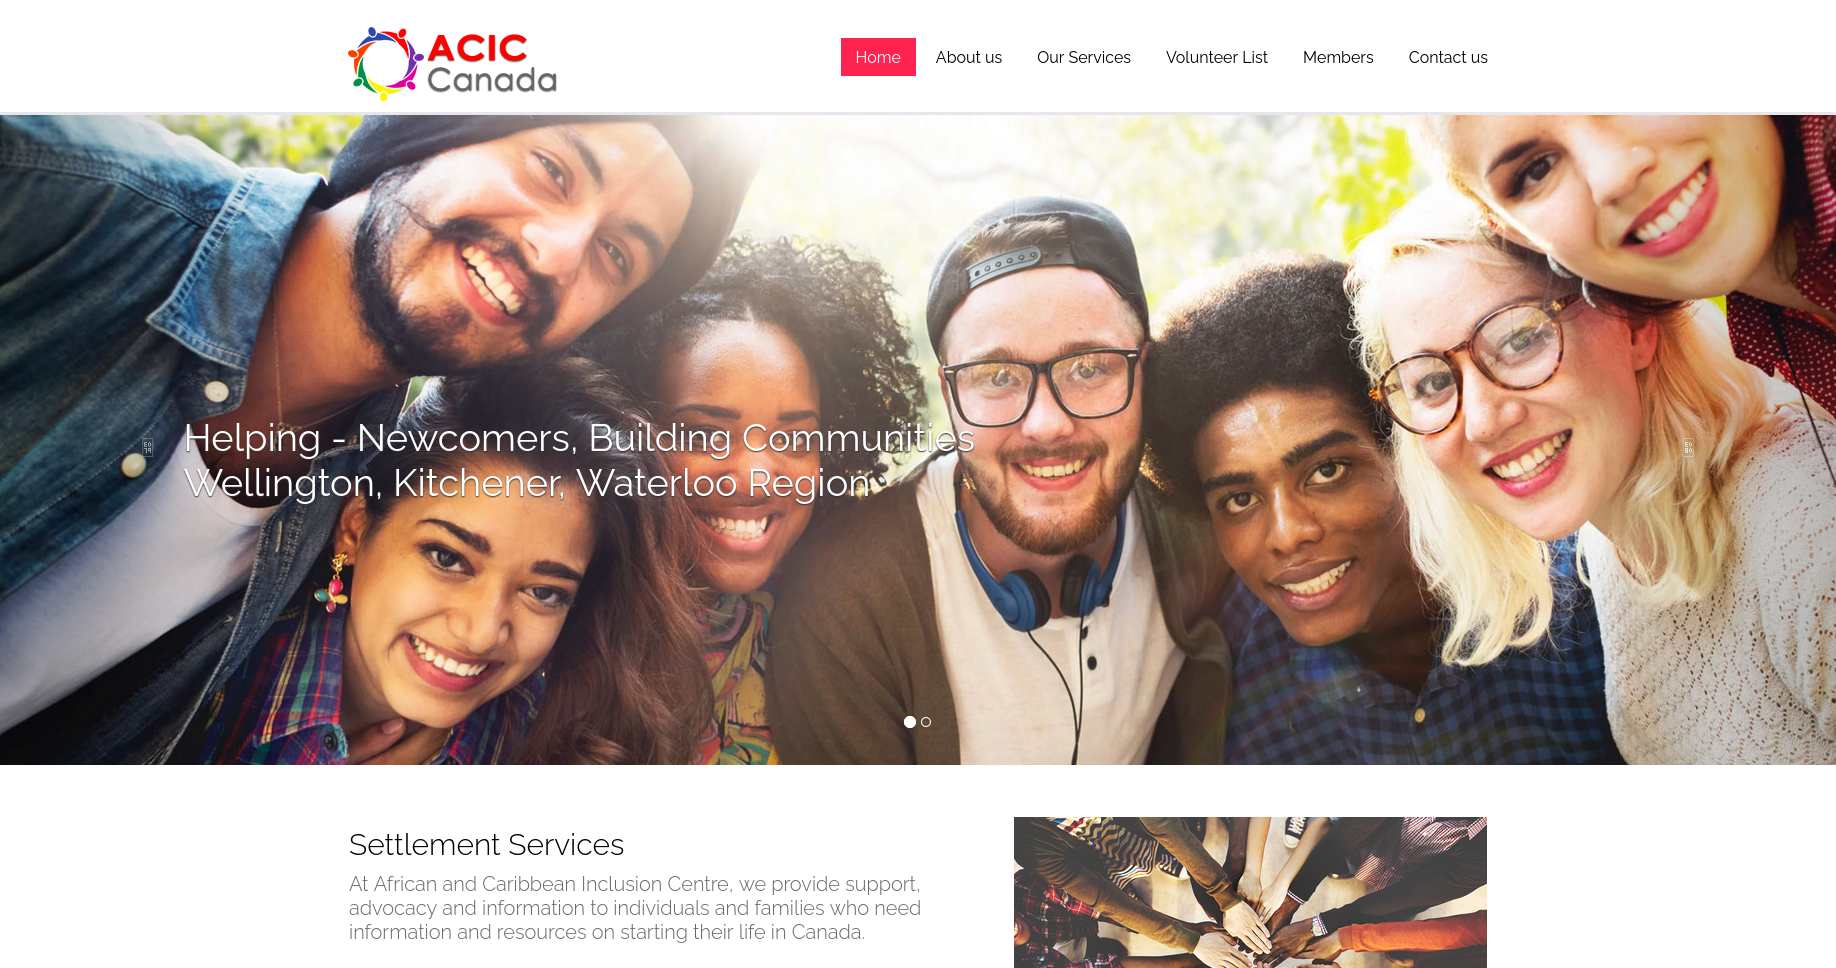 ACIC
Canada
Home
About us
Our Services
Volunteer List
Members
Contact us
Helping - Newcomers, Building Communities
Wellington, Kitchener, Waterloo Region
Settlement Services
At African and Caribbean Inclusion Centre, we provide support,
advocacy and information to individuals and families who need
information and resources on starting their life in Canada.